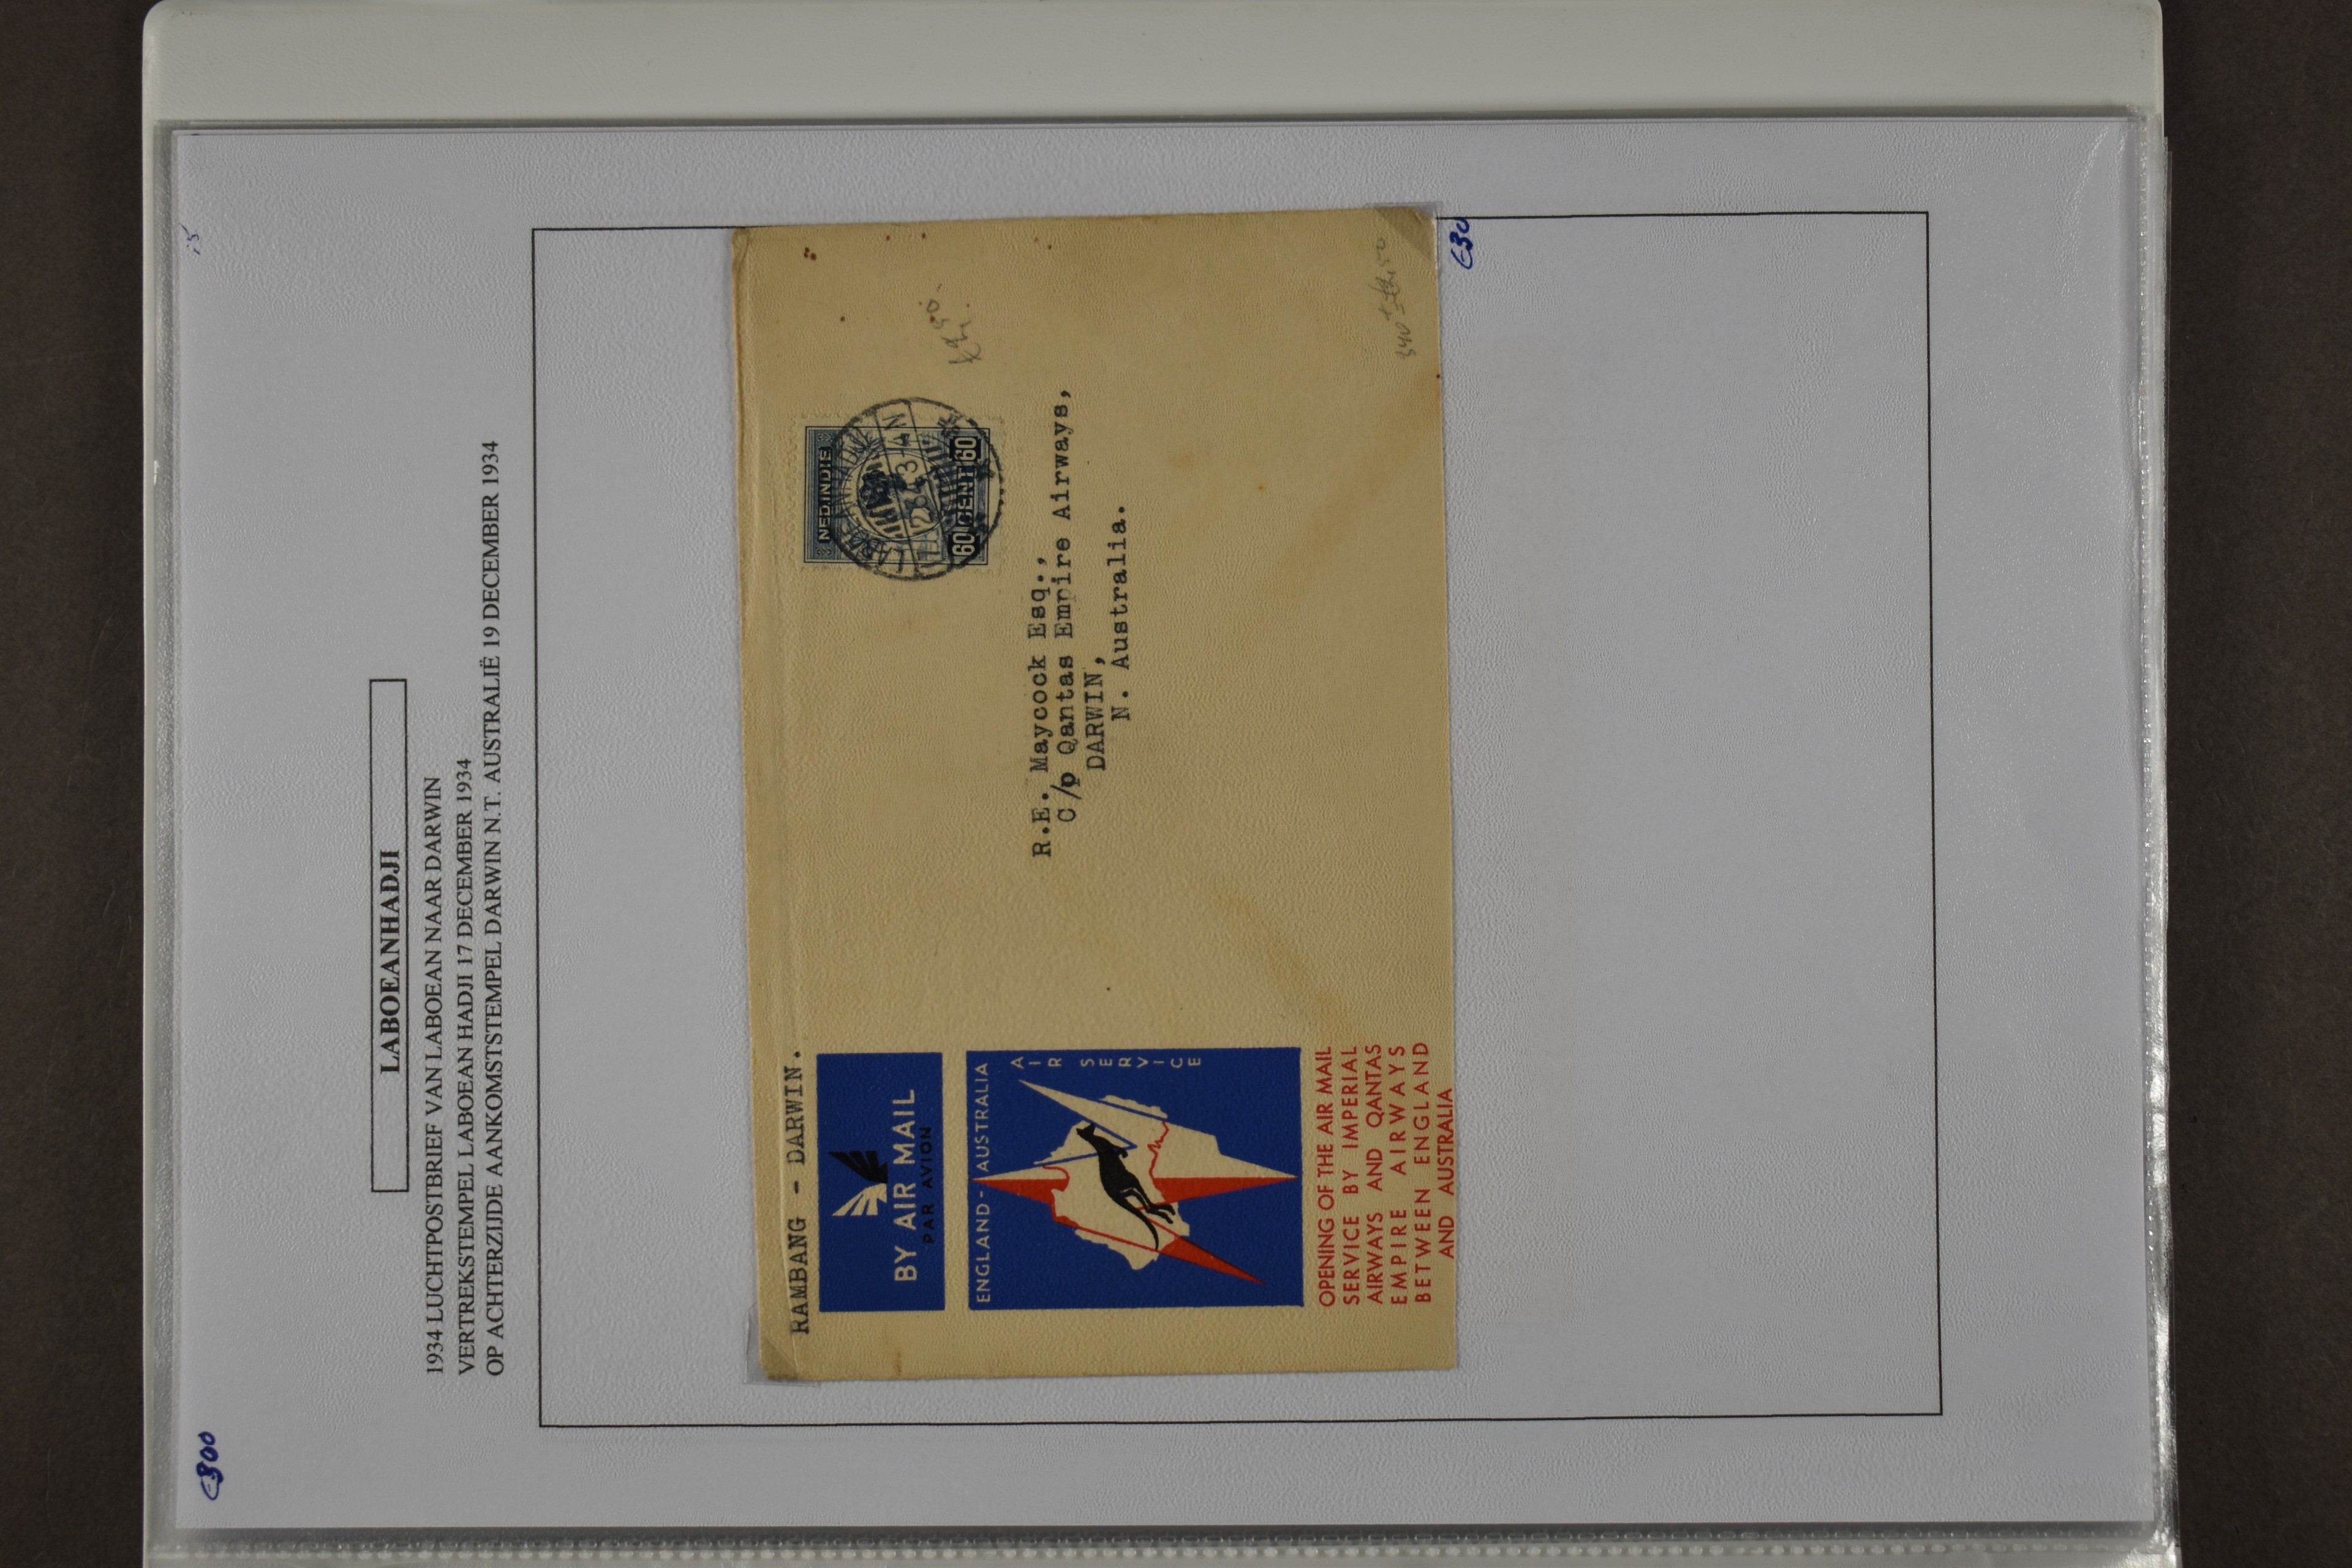 LABOEANHADJI
1934 LUCHTPOSTBRIEF VAN LABOEAN NAAR DARWIN
VERTREKSTEMPEL LABOEAN HADJI 17 DECEMBER 1934
OP ACHTERZIJDE AANKOMSTSTEMPEL DARWIN N.T. AUSTRALIË 19 DECEMBER 1934
RAMBANG - DARWIN.
BY AIR MAIL
PAR AVION
ENGLAND - AUSTRALIA
AIR SERVICE
OPENING OF THE AIR MAIL
SERVICE BY IMPERIAL
AIRWAYS AND QANTAS
EMPIRE AIRWAYS
BETWEEN ENGLAND
AND AUSTRALIA
NED.INDIE
60 CENT 60
R.E. Maycock Esq.,
C/p Qantas Empire Airways,
DARWIN,
N. Australia.
€300
€30